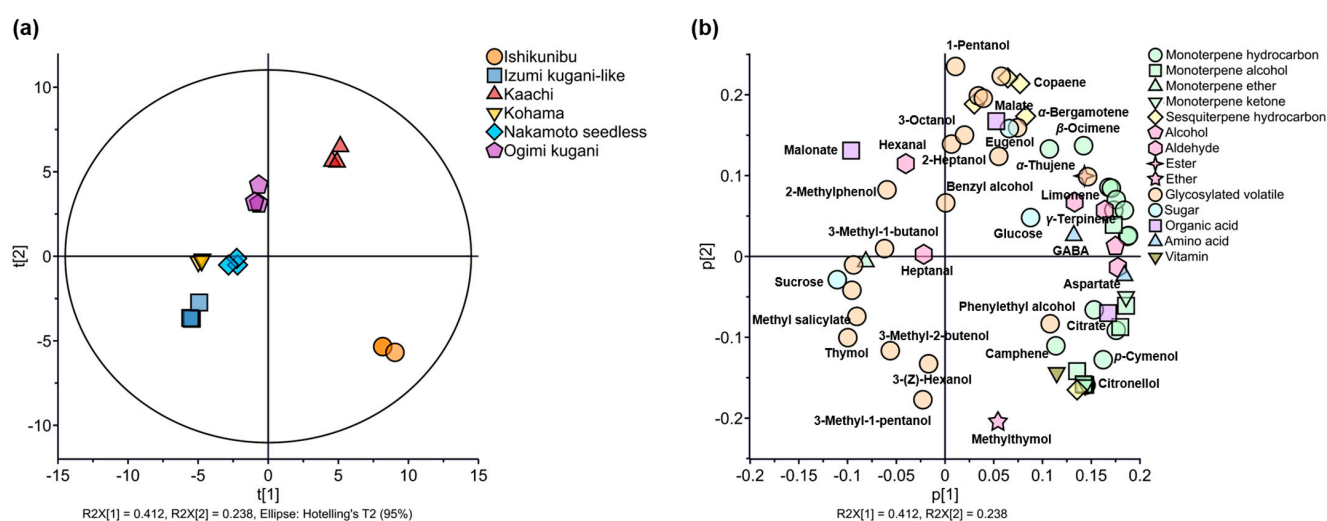 (a)
10
5
0
-5
-10
-15
-10
-5
0
5
10
15
t[2]
t[1]
R2X[1] = 0.412, R2X[2] = 0.238, Ellipse: Hotelling's T2 (95%)
Ishikunibu
Izumi kugani-like
Kaachi
Kohama
Nakamoto seedless
Ogimi kugani
(b)
0.2
0.1
0
-0.1
-0.2
-0.2
-0.15
-0.1
-0.05
0
0.05
0.1
0.15
0.2
p[2]
p[1]
R2X[1] = 0.412, R2X[2] = 0.238
1-Pentanol
Copaene
Malate
α-Bergamotene
3-Octanol
β-Ocimene
Eugenol
Malonate
Hexanal
2-Heptanol
α-Thujene
2-Methylphenol
Benzyl alcohol
Limonene
γ-Terpinene
3-Methyl-1-butanol
Glucose
GABA
Heptanal
Sucrose
Aspartate
Phenylethyl alcohol
Methyl salicylate
Citrate
3-Methyl-2-butenol
Thymol
Camphene
p-Cymenol
3-(Z)-Hexanol
Citronellol
3-Methyl-1-pentanol
Methylthymol
Monoterpene hydrocarbon
Monoterpene alcohol
Monoterpene ether
Monoterpene ketone
Sesquiterpene hydrocarbon
Alcohol
Aldehyde
Ester
Ether
Glycosylated volatile
Sugar
Organic acid
Amino acid
Vitamin